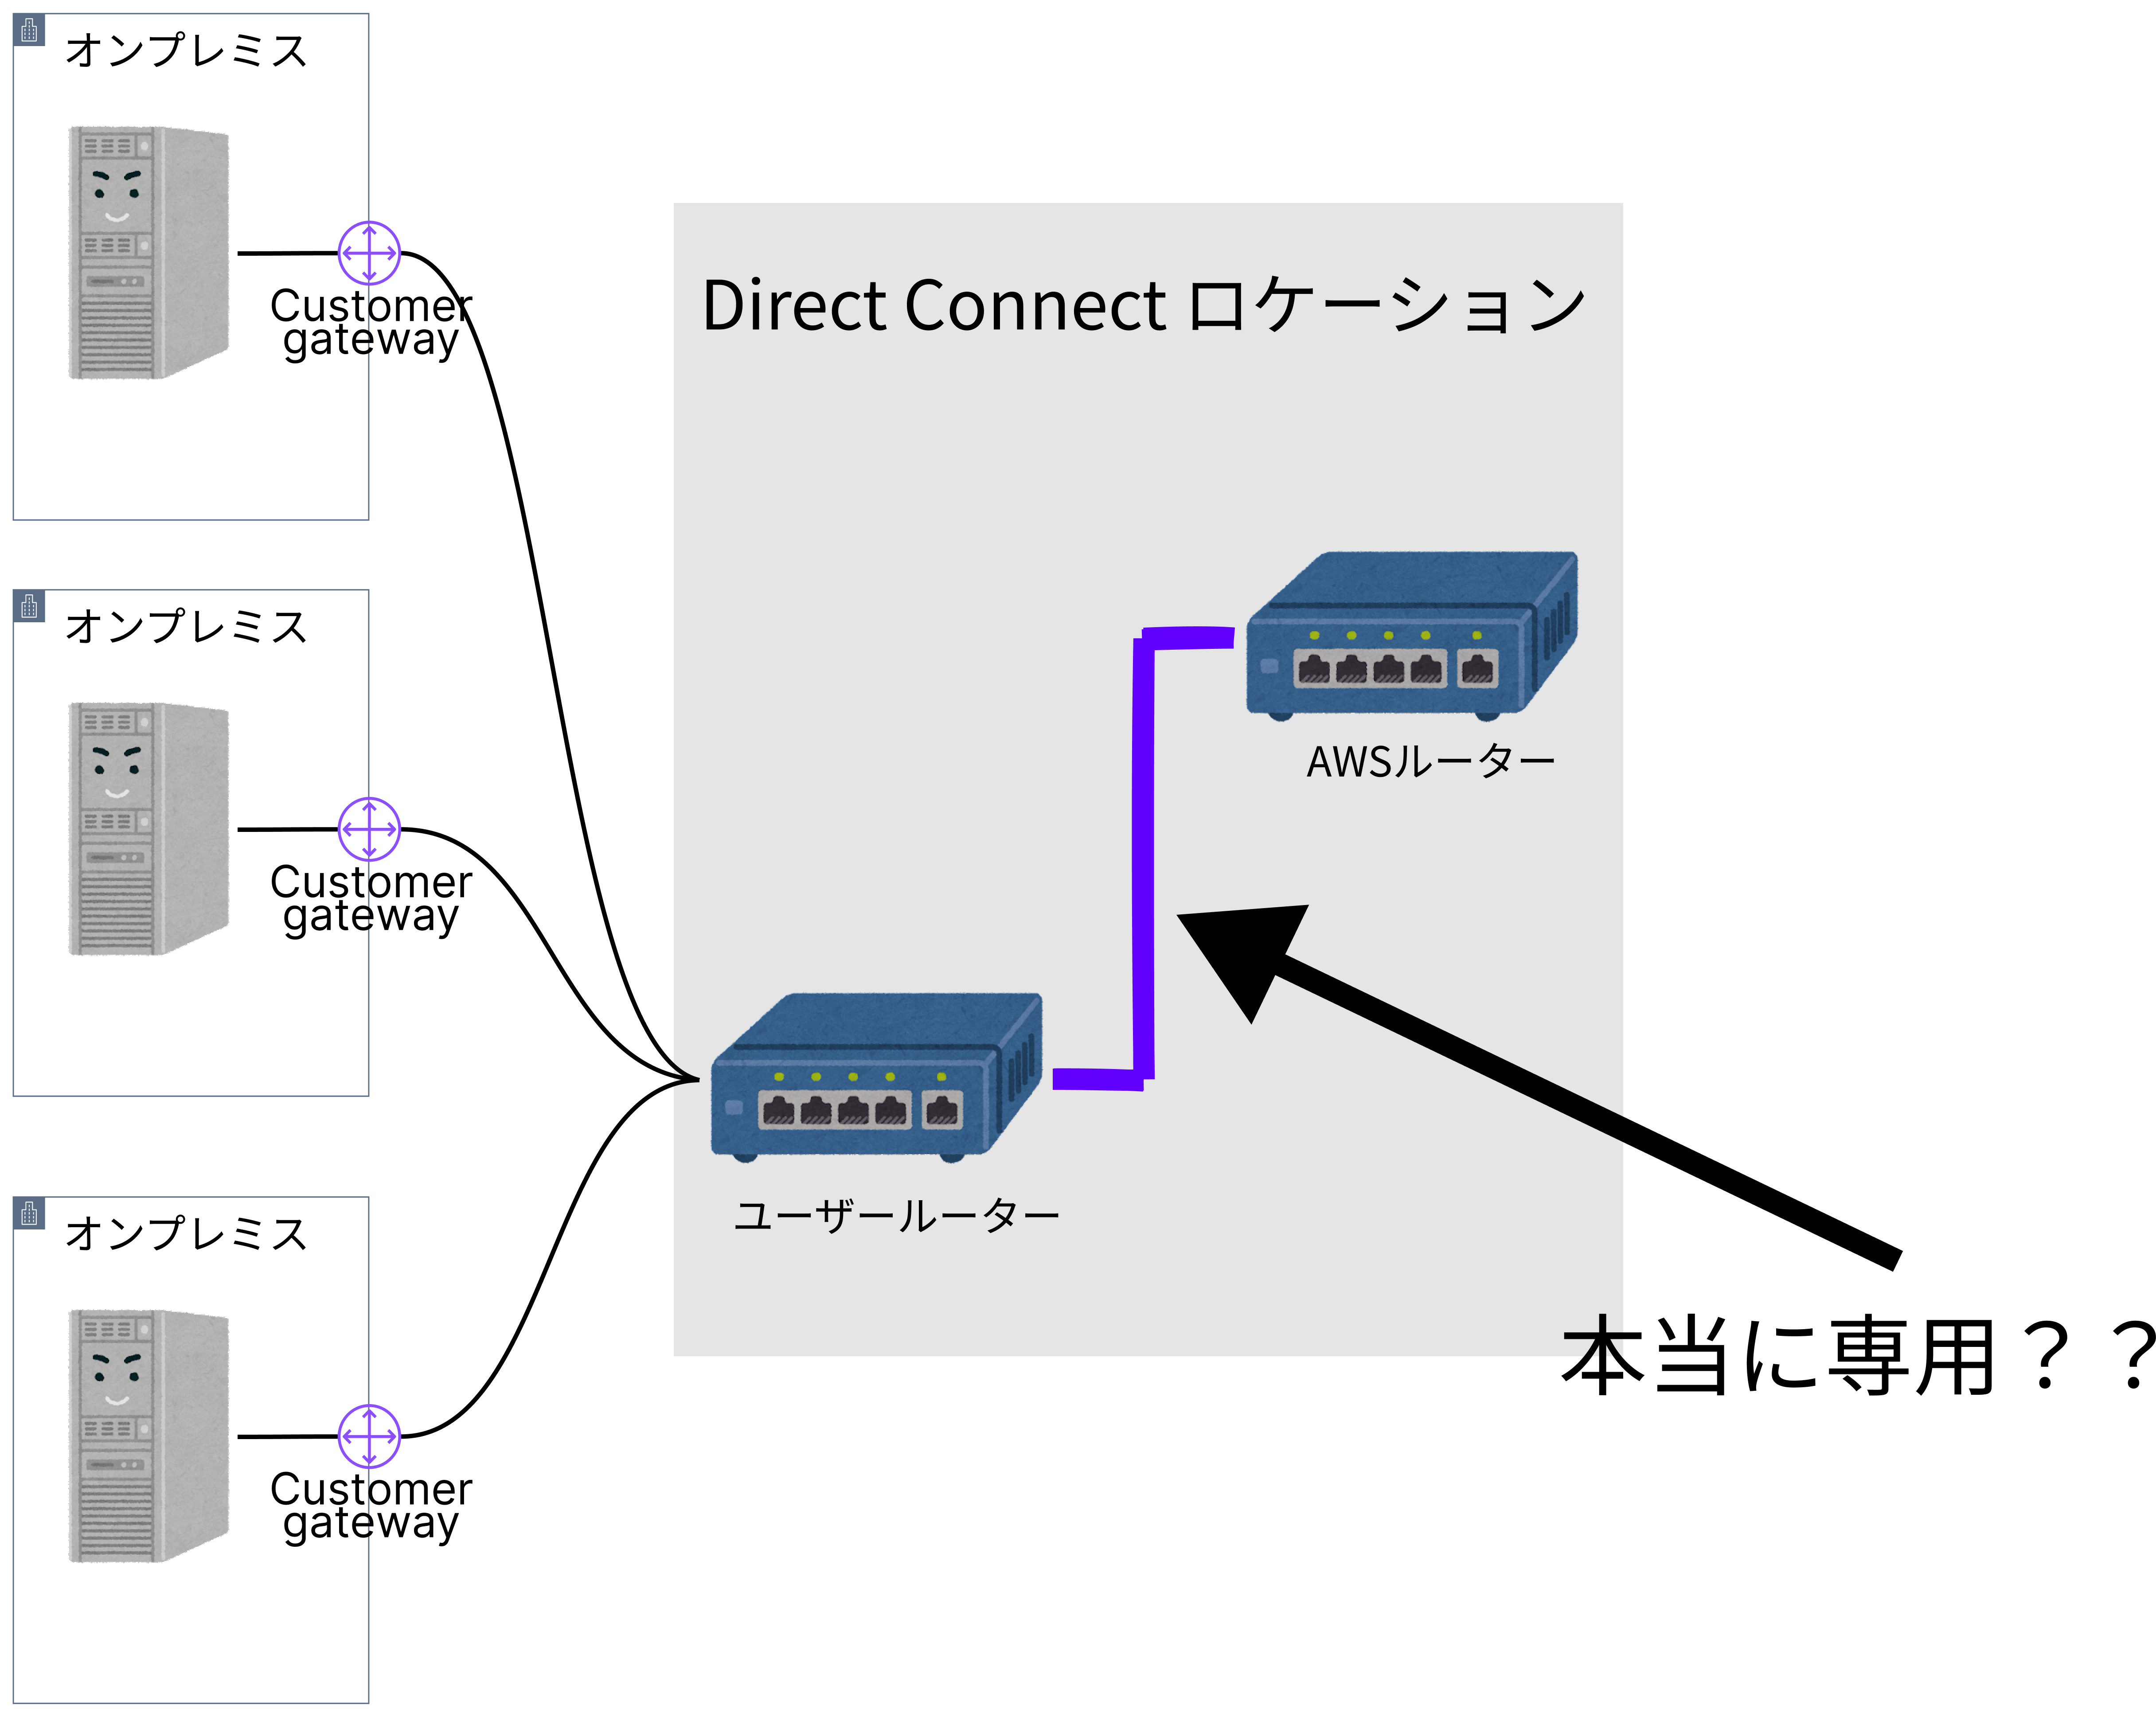 オンプレミス
Customer
gateway
オンプレミス
Customer
gateway
オンプレミス
Customer
gateway
Direct Connect ロケーション
AWSルーター
ユーザールーター
本当に専用？？